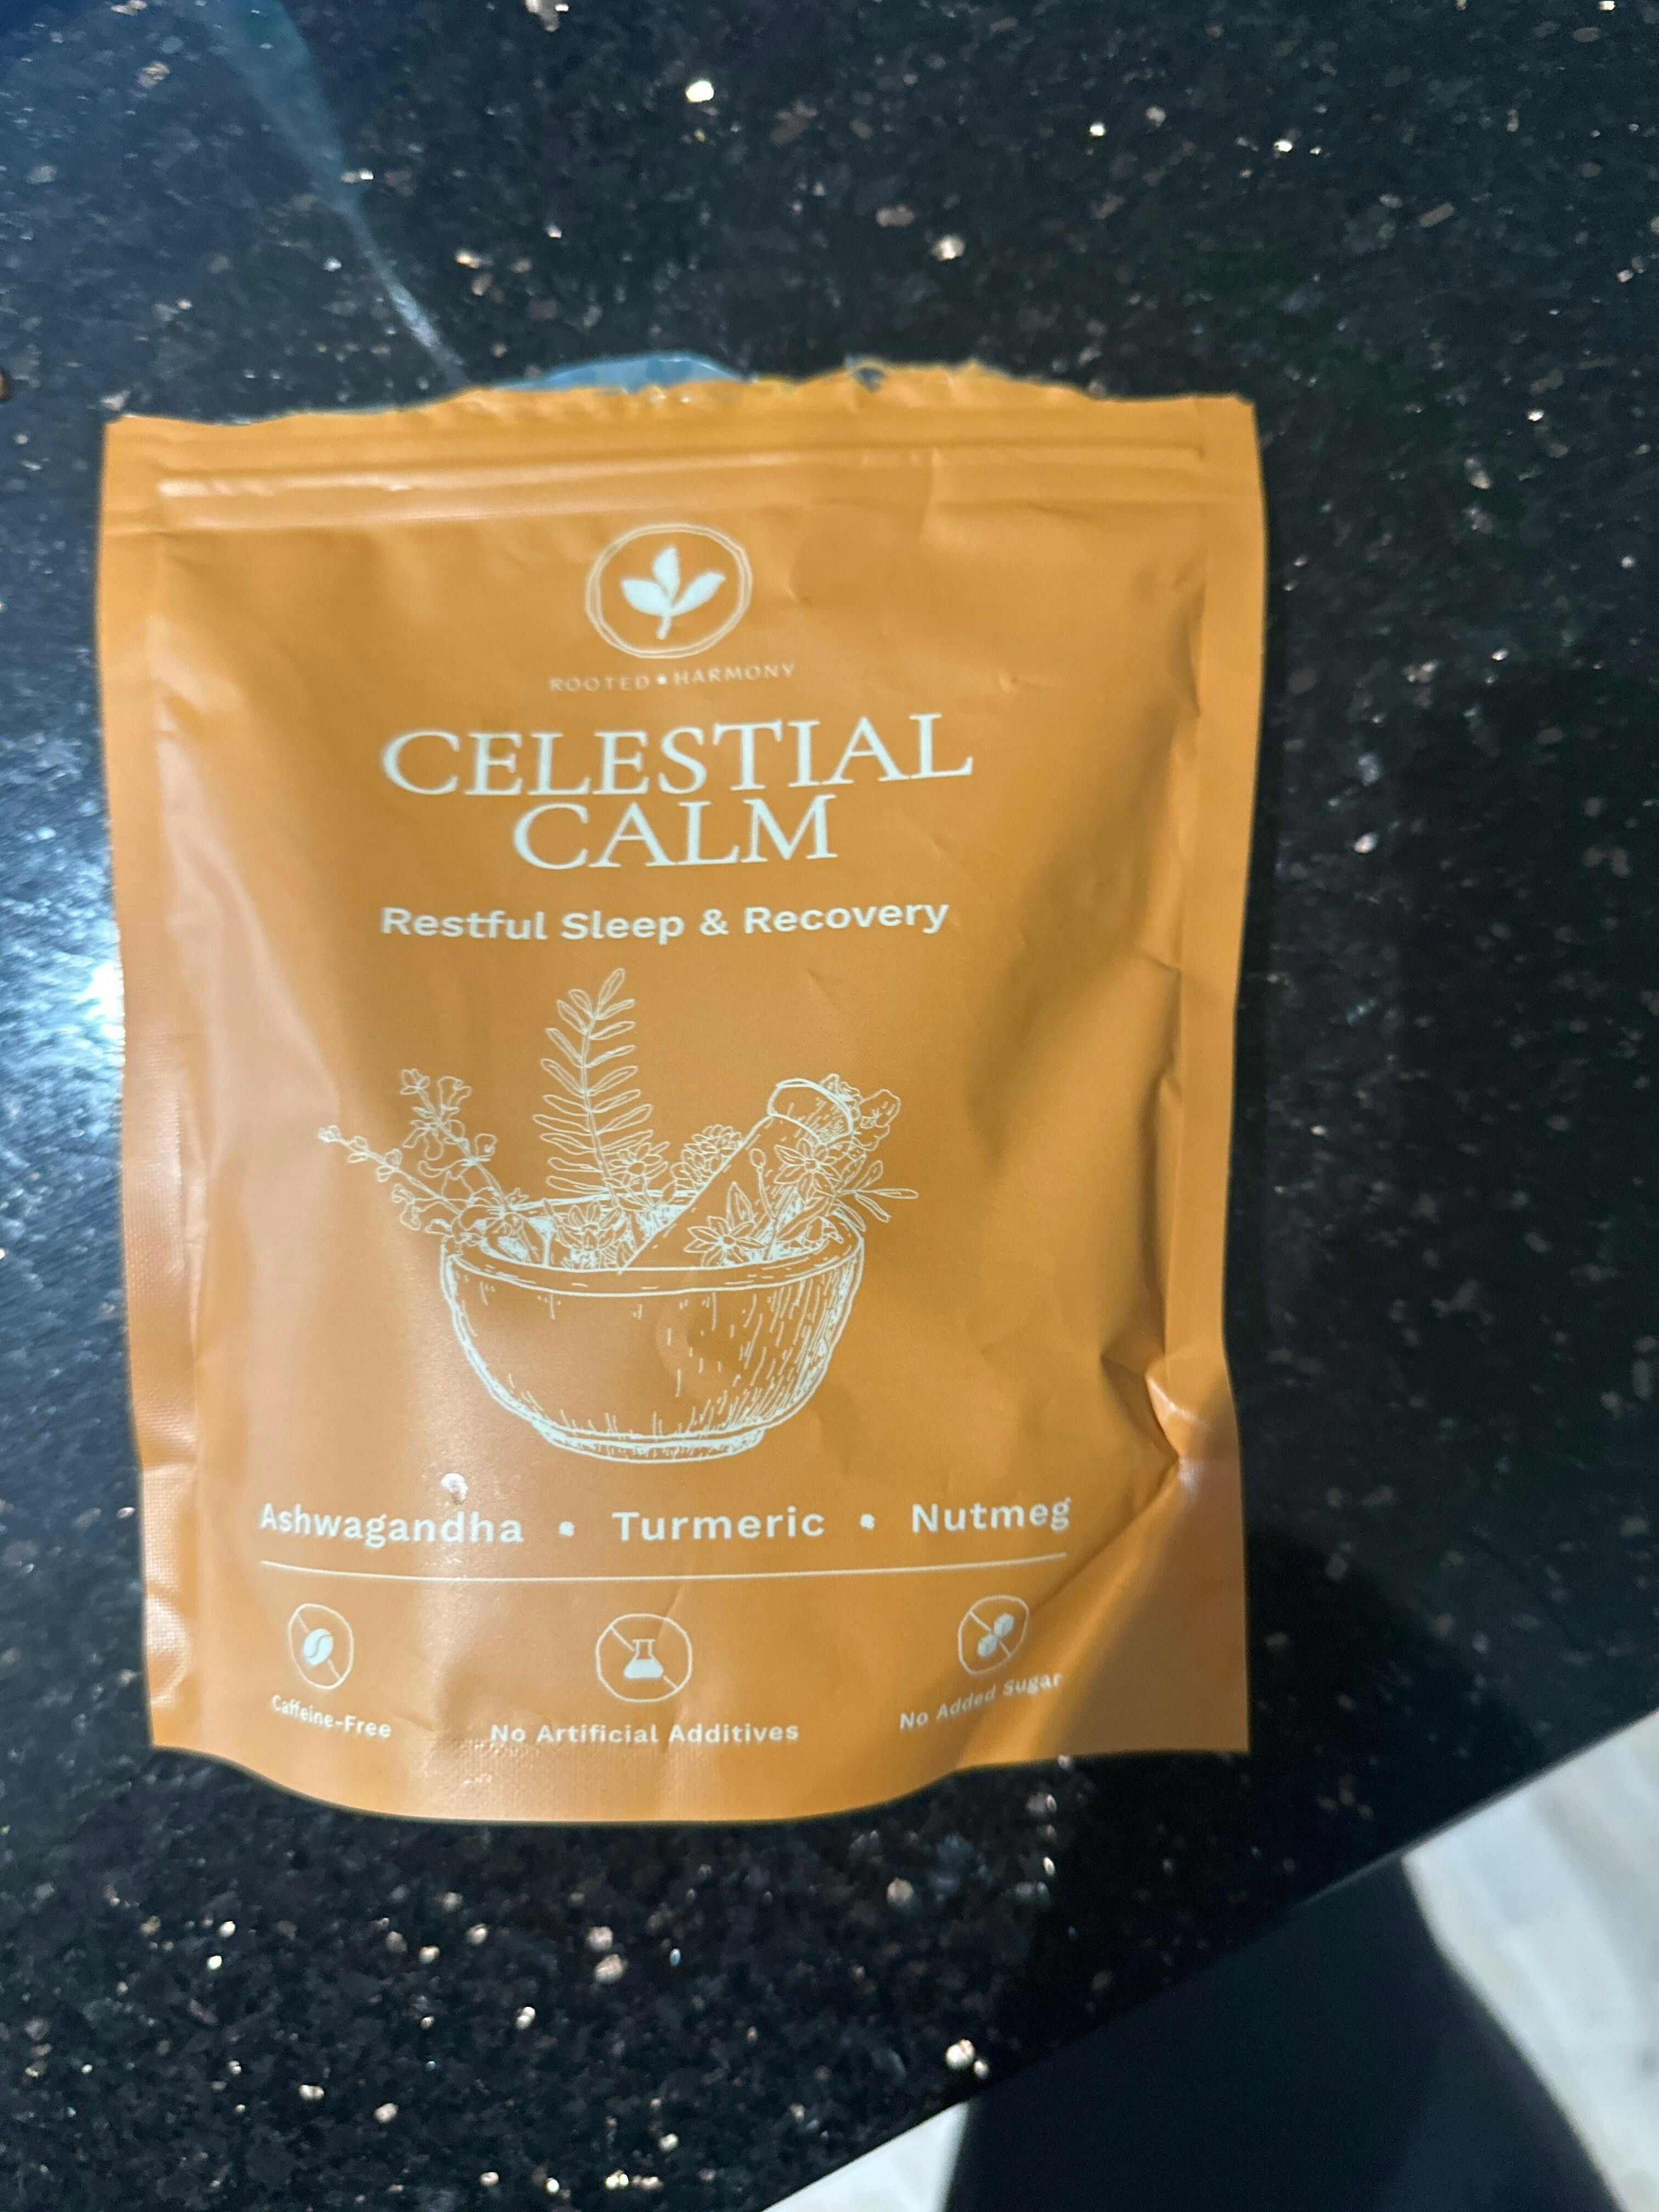 ROOTED • HARMONY
CELESTIAL
CALM
Restful Sleep & Recovery
Ashwagandha • Turmeric • Nutmeg
Caffeine-Free
No Artificial Additives
No Added Sugar